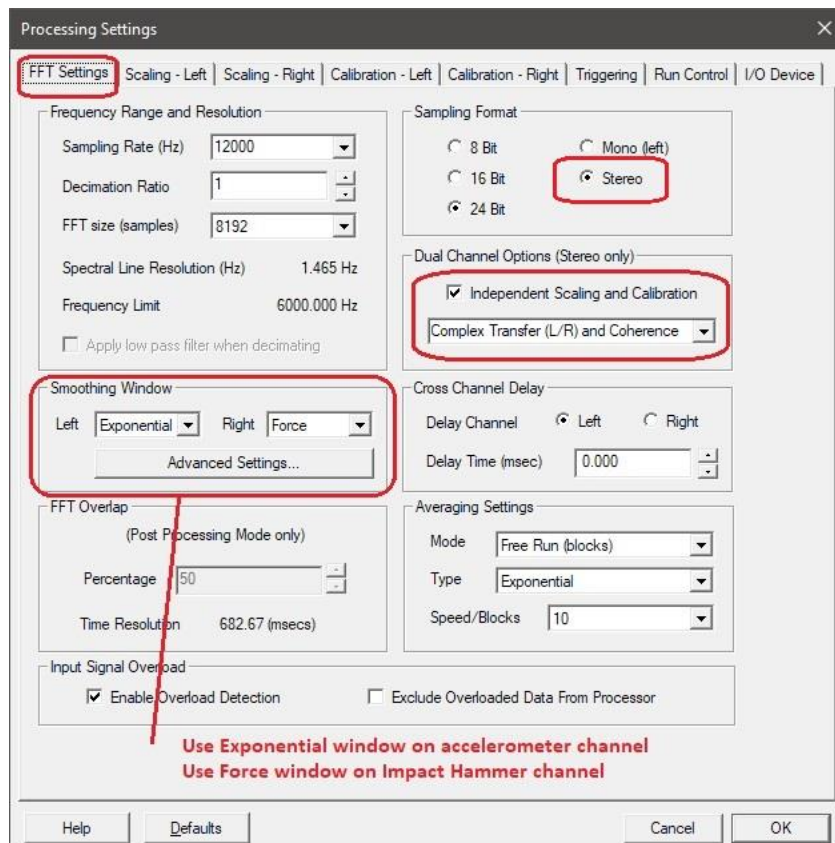 Processing Settings
FFT Settings Scaling - Left Scaling - Right Calibration - Left Calibration - Right Triggering Run Control I/O Device
Frequency Range and Resolution
Sampling Rate (Hz) 12000
Decimation Ratio 1
FFT size (samples) 8192
Spectral Line Resolution (Hz) 1.465 Hz
Frequency Limit 6000.000 Hz
Apply low pass filter when decimating
Sampling Format
8 Bit Mono (left)
16 Bit Stereo
24 Bit
Dual Channel Options (Stereo only)
Independent Scaling and Calibration
Complex Transfer (L/R) and Coherence
Smoothing Window
Left Exponential Right Force
Advanced Settings...
Cross Channel Delay
Delay Channel Left Right
Delay Time (msec) 0.000
FFT Overlap
(Post Processing Mode only)
Percentage 50
Time Resolution 682.67 (msecs)
Averaging Settings
Mode Free Run (blocks)
Type Exponential
Speed/Blocks 10
Input Signal Overload
Enable Overload Detection Exclude Overloaded Data From Processor
Use Exponential window on accelerometer channel
Use Force window on Impact Hammer channel
Help Defaults Cancel OK